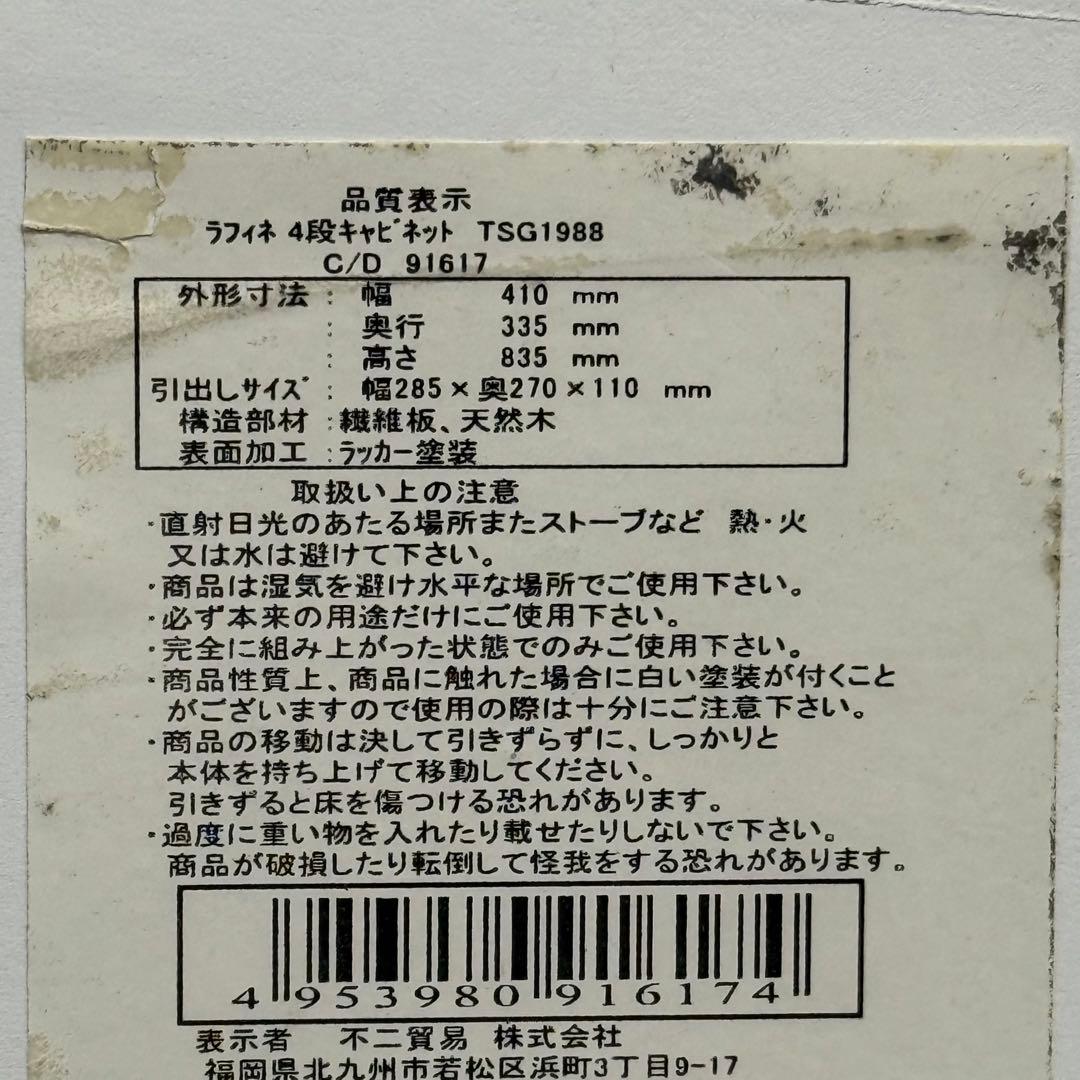 品質表示
ラフィネ 4段キャビネット TSG1988
C/D 91617
外形寸法 : 幅 410 mm
: 奥行 335 mm
: 高さ 835 mm
引出しサイズ : 幅285×奥270×110 mm
構造部材 :繊維板、天然木
表面加工 :ラッカー塗装
取扱い上の注意
・直射日光のあたる場所またストーブなど 熱・火
又は水は避けて下さい。
・商品は湿気を避け水平な場所でご使用下さい。
・必ず本来の用途だけにご使用下さい。
・完全に組み上がった状態でのみご使用下さい。
・商品性質上、商品に触れた場合に白い塗装が付くこと
がございますので使用の際は十分にご注意下さい。
・商品の移動は決して引きずらずに、しっかりと
本体を持ち上げて移動してください。
引きずると床を傷つける恐れがあります。
・過度に重い物を入れたり載せたりしないで下さい。
商品が破損したり転倒して怪我をする恐れがあります。
4 953980 916174
表示者 不二貿易 株式会社
福岡県北九州市若松区浜町3丁目9-17